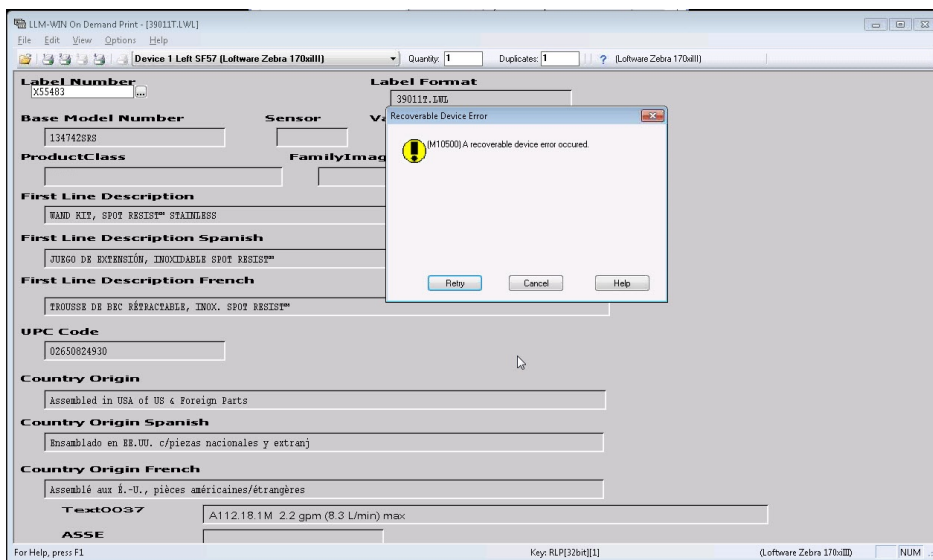 LLM-WIN On Demand Print - [39011T.LWL]
File Edit View Options Help
Device 1 Left SF57 (Loftware Zebra 170xiIII) Quantity: 1 Duplicates: 1 ? (Loftware Zebra 170xiIII)
Label Number Label Format
X55483 ...
39011T.LWL
Base Model Number Sensor
134742SRS
ProductClass
First Line Description
WAND KIT, SPOT RESIST™ STAINLESS
First Line Description Spanish
JUEGO DE EXTENSIÓN, INOXIDABLE SPOT RESIST™
First Line Description French
TROUSSE DE BEC RÉTRACTABLE, INOX. SPOT RESIST™
UPC Code
02650824930
Country Origin
Assembled in USA of US & Foreign Parts
Country Origin Spanish
Ensamblado en EE.UU. c/piezas nacionales y extranj
Country Origin French
Assemblé aux É.-U., pièces américaines/étrangères
Text0037 A112.18.1M 2.2 gpm (8.3 L/min) max
ASSE
Recoverable Device Error
(M10500) A recoverable device error occured.
Retry Cancel Help
For Help, press F1 Key: RLP[32bit][1] (Loftware Zebra 170xiIII) NUM